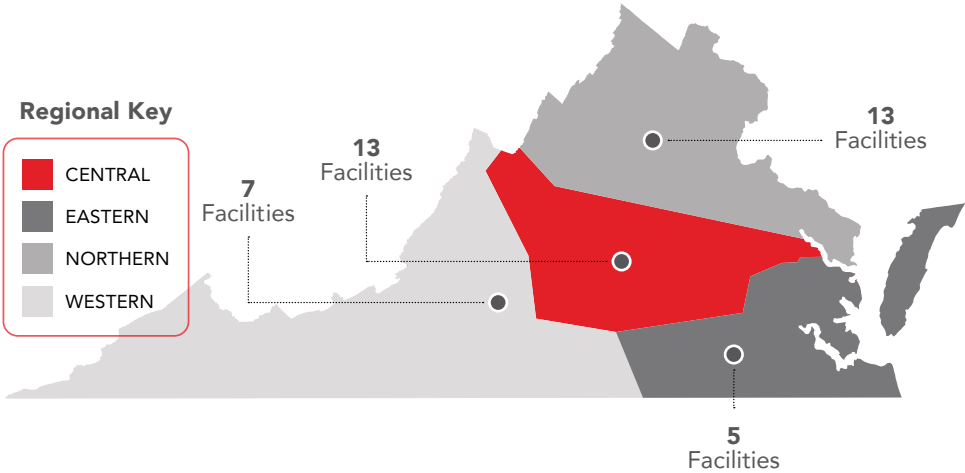 Regional Key
CENTRAL
EASTERN
NORTHERN
WESTERN
7
Facilities
13
Facilities
13
Facilities
5
Facilities